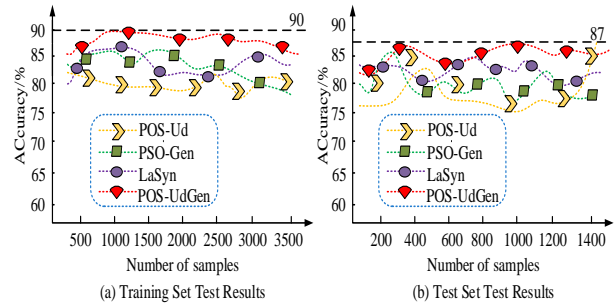 90
90
85
80
75
70
65
60
ACcuracy/%
POS-Ud
PSO-Gen
LaSyn
POS-UdGen
500 1000 1500 2000 2500 3000 3500
Number of samples
(a) Training Set Test Results
87
90
85
80
75
70
65
60
ACcuracy/%
POS-Ud
PSO-Gen
LaSyn
POS-UdGen
200 400 600 800 1000 1200 1400
Number of samples
(b) Test Set Test Results